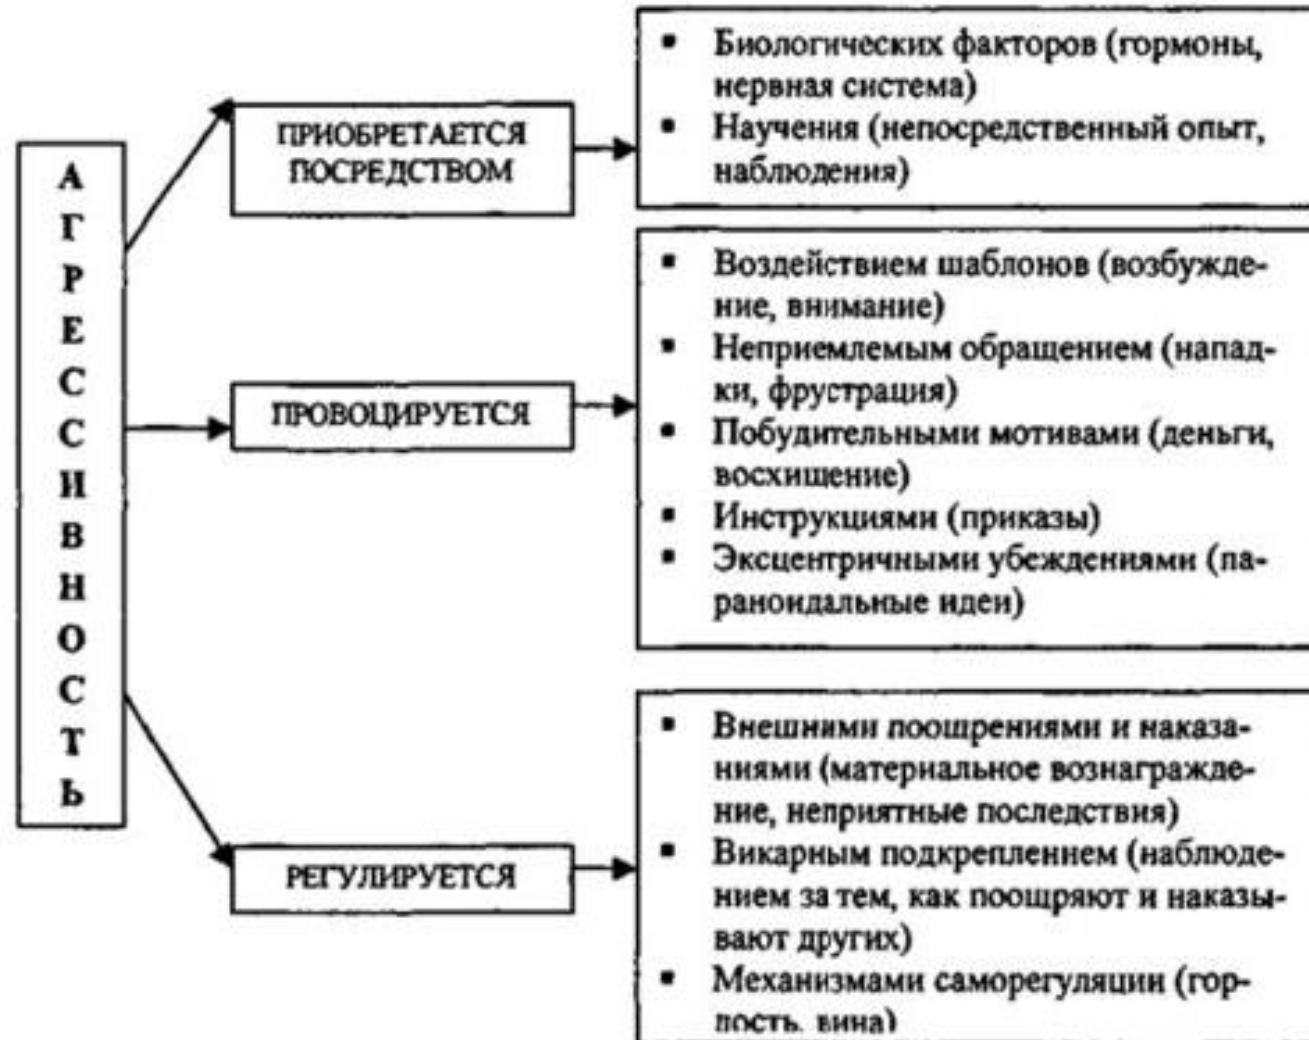 АГРЕССИВНОСТЬ
ПРИОБРЕТАЕТСЯ
ПОСРЕДСТВОМ
▪ Биологических факторов (гормоны,
нервная система)
▪ Научения (непосредственный опыт,
наблюдения)
ПРОВОЦИРУЕТСЯ
▪ Воздействием шаблонов (возбужде-
ние, внимание)
▪ Неприемлемым обращением (напад-
ки, фрустрация)
▪ Побудительными мотивами (деньги,
восхищение)
▪ Инструкциями (приказы)
▪ Эксцентричными убеждениями (па-
раноидальные идеи)
РЕГУЛИРУЕТСЯ
▪ Внешними поощрениями и наказа-
ниями (материальное вознагражде-
ние, неприятные последствия)
▪ Викарным подкреплением (наблюде-
нием за тем, как поощряют и наказы-
вают других)
▪ Механизмами саморегуляции (гор-
дость, вина)